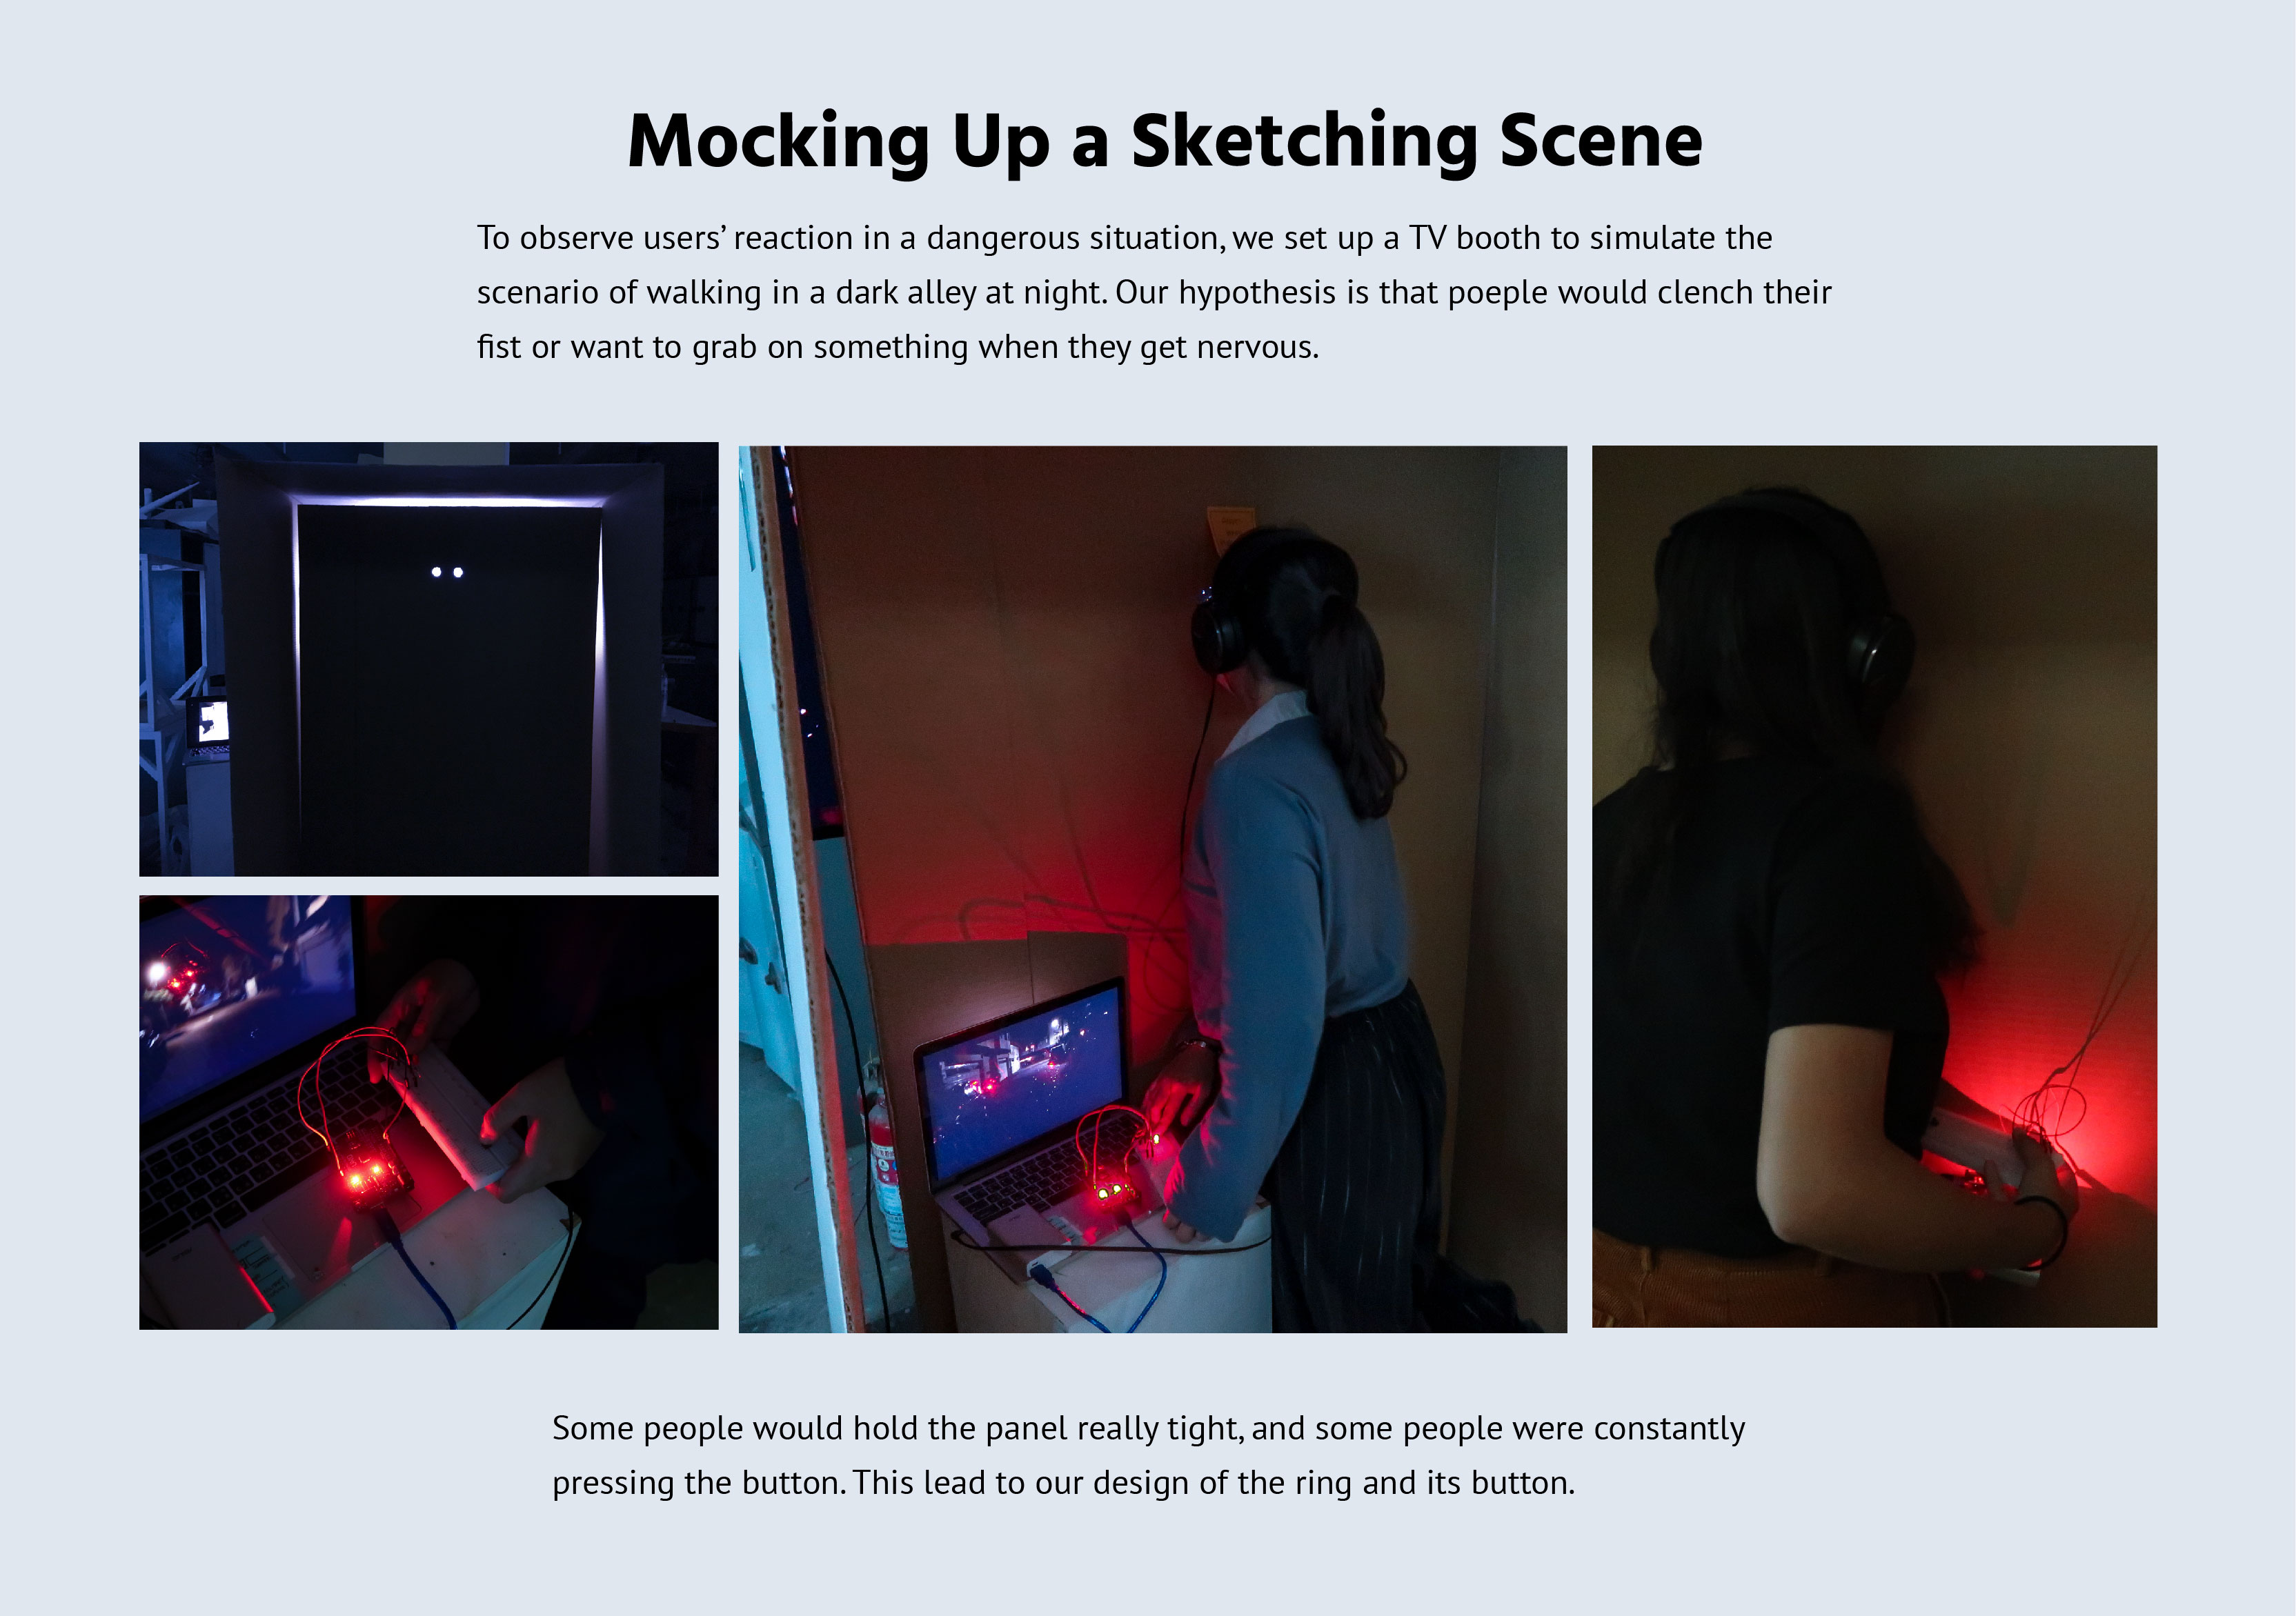 Mocking Up a Sketching Scene
To observe users’ reaction in a dangerous situation, we set up a TV booth to simulate the
scenario of walking in a dark alley at night. Our hypothesis is that poeple would clench their
fist or want to grab on something when they get nervous.
Some people would hold the panel really tight, and some people were constantly
pressing the button. This lead to our design of the ring and its button.